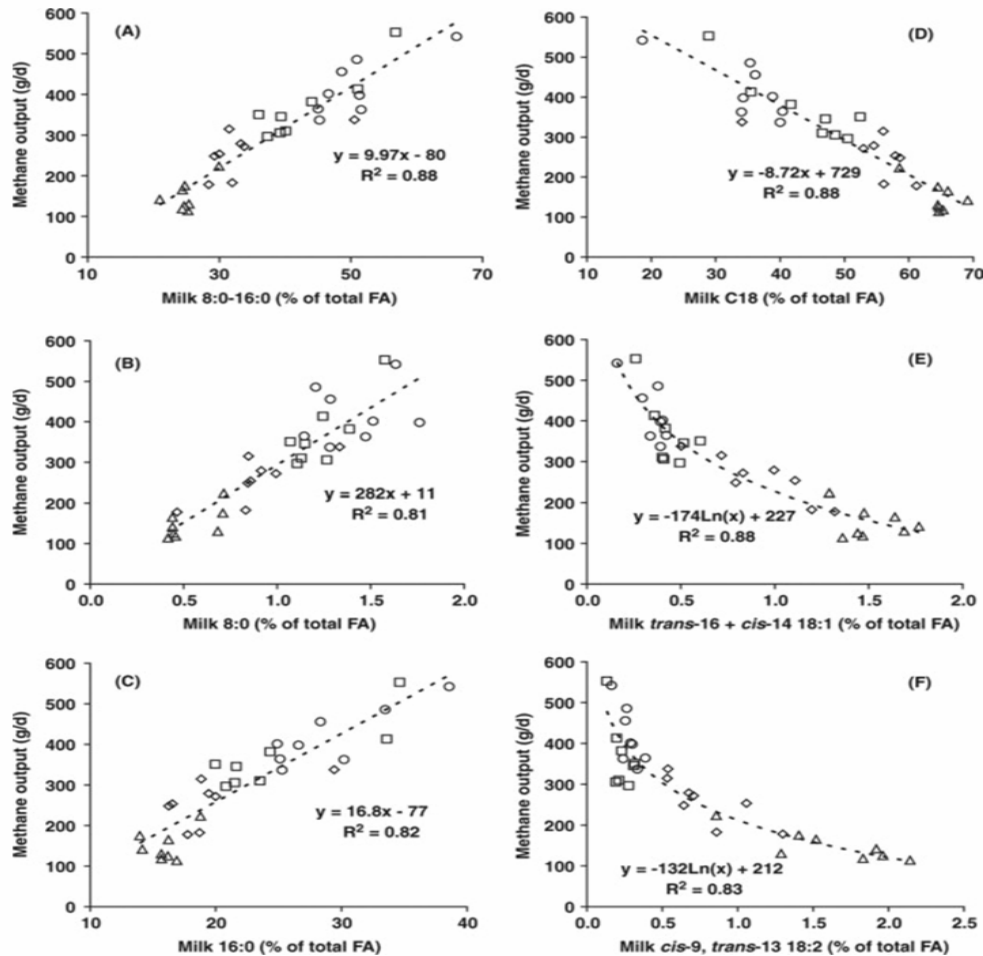 (A)
Methane output (g/d)
600
500
400
300
200
100
0
y = 9.97x - 80
R² = 0.88
10 30 50 70
Milk 8:0-16:0 (% of total FA)
(D)
Methane output (g/d)
600
500
400
300
200
100
0
y = -8.72x + 729
R² = 0.88
10 20 30 40 50 60 70
Milk C18 (% of total FA)
(B)
Methane output (g/d)
600
500
400
300
200
100
0
y = 282x + 11
R² = 0.81
0.0 0.5 1.0 1.5 2.0
Milk 8:0 (% of total FA)
(E)
Methane output (g/d)
600
500
400
300
200
100
0
y = -174Ln(x) + 227
R² = 0.88
0.0 0.5 1.0 1.5 2.0
Milk trans-16 + cis-14 18:1 (% of total FA)
(C)
Methane output (g/d)
600
500
400
300
200
100
0
y = 16.8x - 77
R² = 0.82
10 20 30 40
Milk 16:0 (% of total FA)
(F)
Methane output (g/d)
600
500
400
300
200
100
0
y = -132Ln(x) + 212
R² = 0.83
0.0 0.5 1.0 1.5 2.0 2.5
Milk cis-9, trans-13 18:2 (% of total FA)